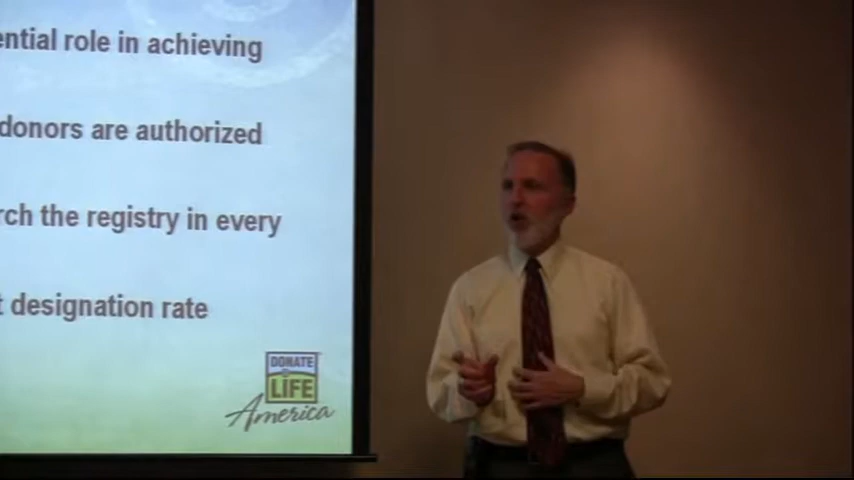 ential role in achieving
donors are authorized
rch the registry in every
t designation rate
DONATE
LIFE
America